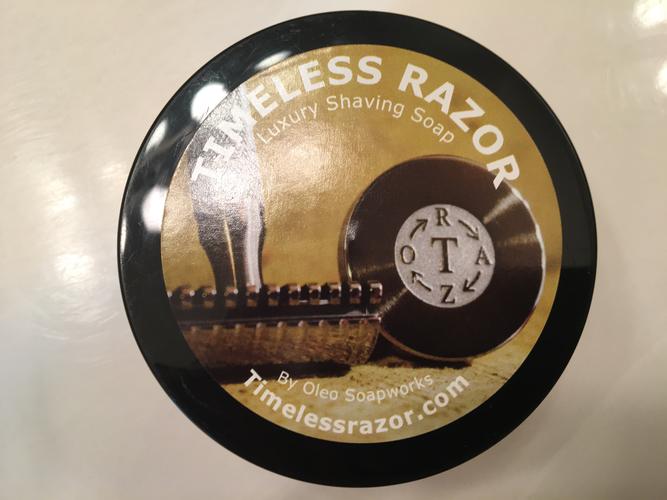 TIMELESS RAZOR
Luxury Shaving Soap
R
O T A
Z
By Oleo Soapworks
Timelessrazor.com